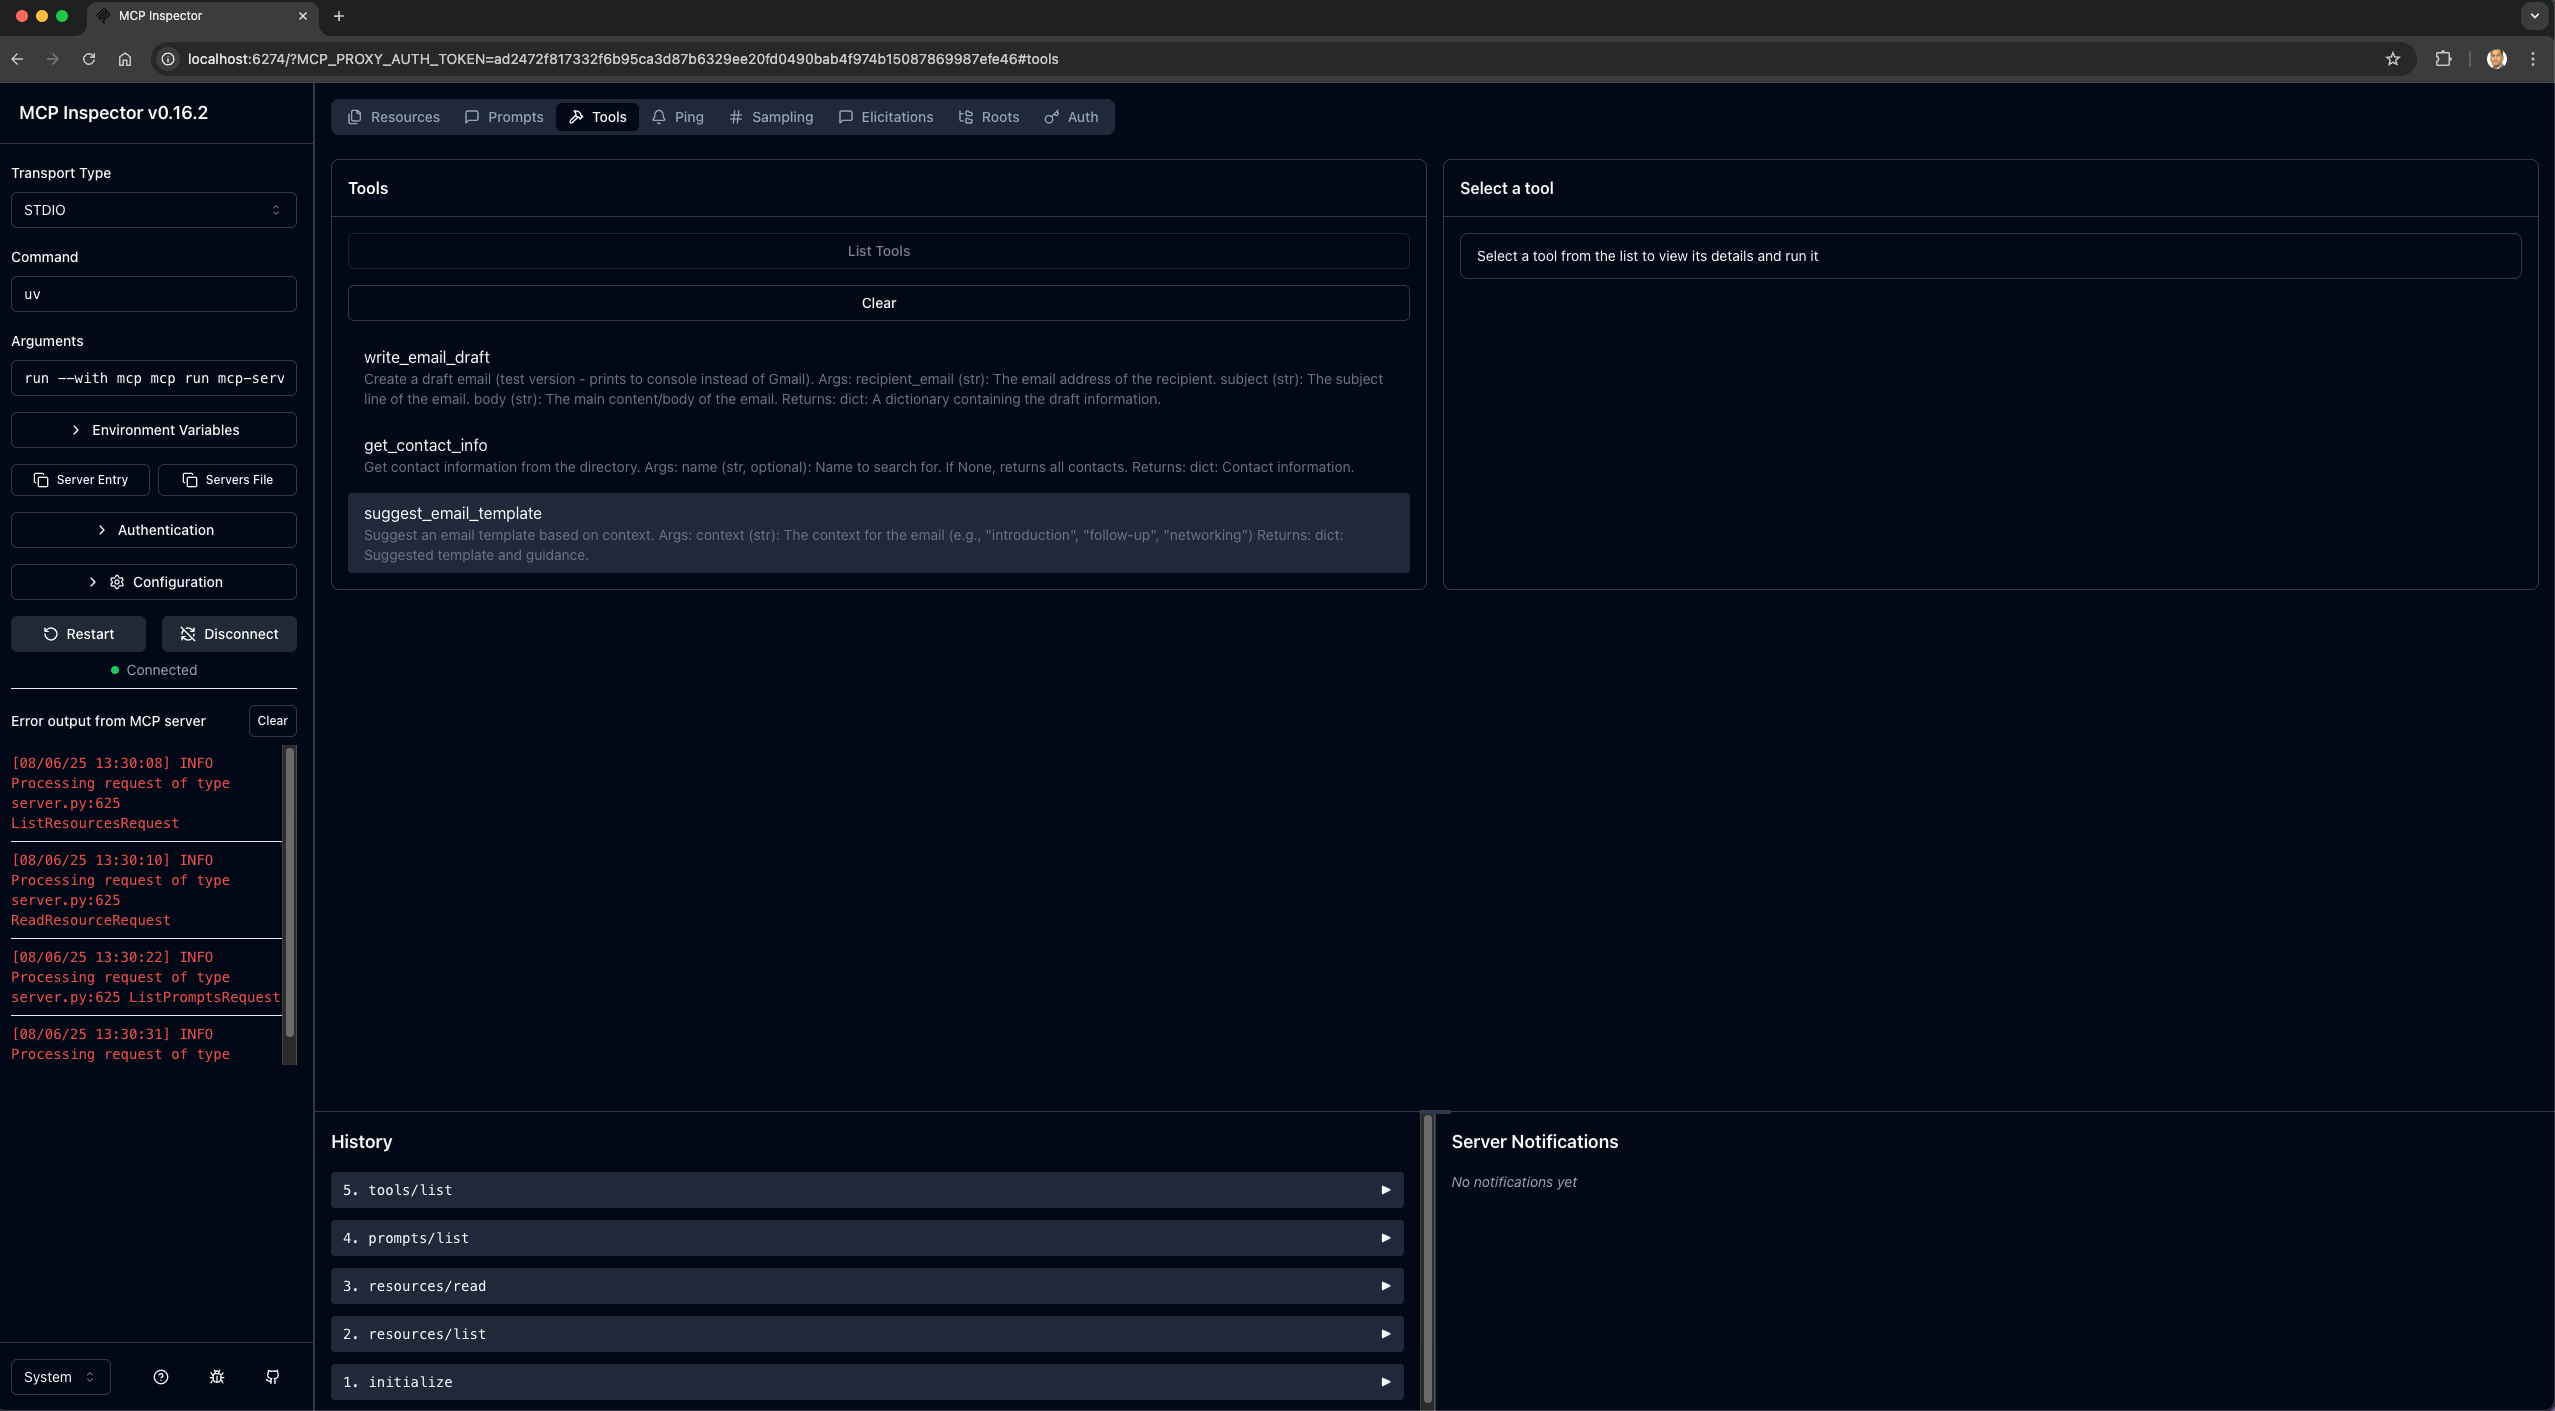 MCP Inspector
localhost:6274/?MCP_PROXY_AUTH_TOKEN=ad2472f817332f6b95ca3d87b6329ee20fd0490bab4f974b15087869987efe46#tools
MCP Inspector v0.16.2
Transport Type
STDIO
Command
uv
Arguments
run --with mcp mcp run mcp-serv
Environment Variables
Server Entry
Servers File
Authentication
Configuration
Restart
Disconnect
Connected
Error output from MCP server
Clear
[08/06/25 13:30:08] INFO
Processing request of type
server.py:625
ListResourcesRequest
[08/06/25 13:30:10] INFO
Processing request of type
server.py:625
ReadResourceRequest
[08/06/25 13:30:22] INFO
Processing request of type
server.py:625 ListPromptsRequest
[08/06/25 13:30:31] INFO
Processing request of type
System
Resources
Prompts
Tools
Ping
Sampling
Elicitations
Roots
Auth
Tools
List Tools
Clear
write_email_draft
Create a draft email (test version - prints to console instead of Gmail). Args: recipient_email (str): The email address of the recipient. subject (str): The subject
line of the email. body (str): The main content/body of the email. Returns: dict: A dictionary containing the draft information.
get_contact_info
Get contact information from the directory. Args: name (str, optional): Name to search for. If None, returns all contacts. Returns: dict: Contact information.
suggest_email_template
Suggest an email template based on context. Args: context (str): The context for the email (e.g., "introduction", "follow-up", "networking") Returns: dict:
Suggested template and guidance.
Select a tool
Select a tool from the list to view its details and run it
History
5. tools/list
4. prompts/list
3. resources/read
2. resources/list
1. initialize
Server Notifications
No notifications yet